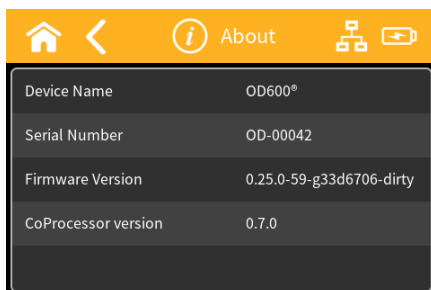 About
Device Name OD600®
Serial Number OD-00042
Firmware Version 0.25.0-59-g33d6706-dirty
CoProcessor version 0.7.0